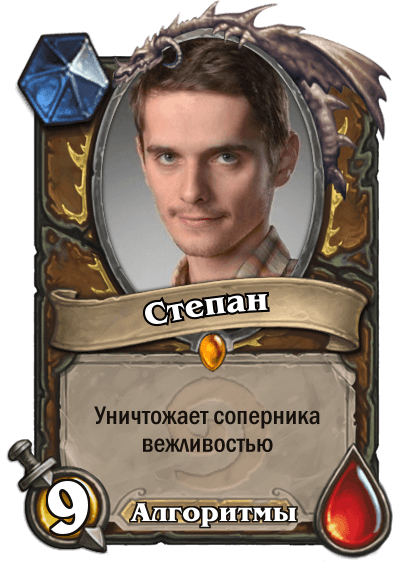 Степан
Уничтожает соперника
вежливостью
9
Алгоритмы